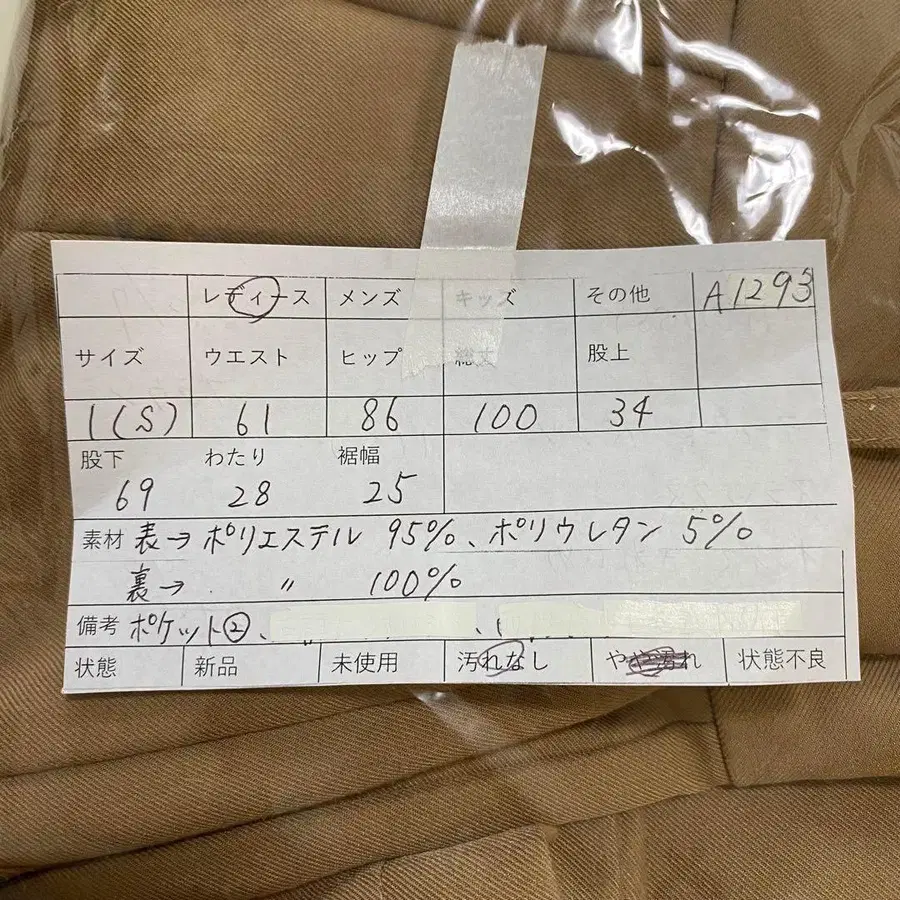 レディース メンズ キッズ その他 A1293
サイズ ウエスト ヒップ 総丈 股上
1(S) 61 86 100 34
股下 わたり 裾幅
69 28 25
素材 表→ポリエステル 95%、ポリウレタン 5%
裏→ 〃 100%
備考 ポケット②、
状態 新品 未使用 汚れなし やや汚れ 状態不良